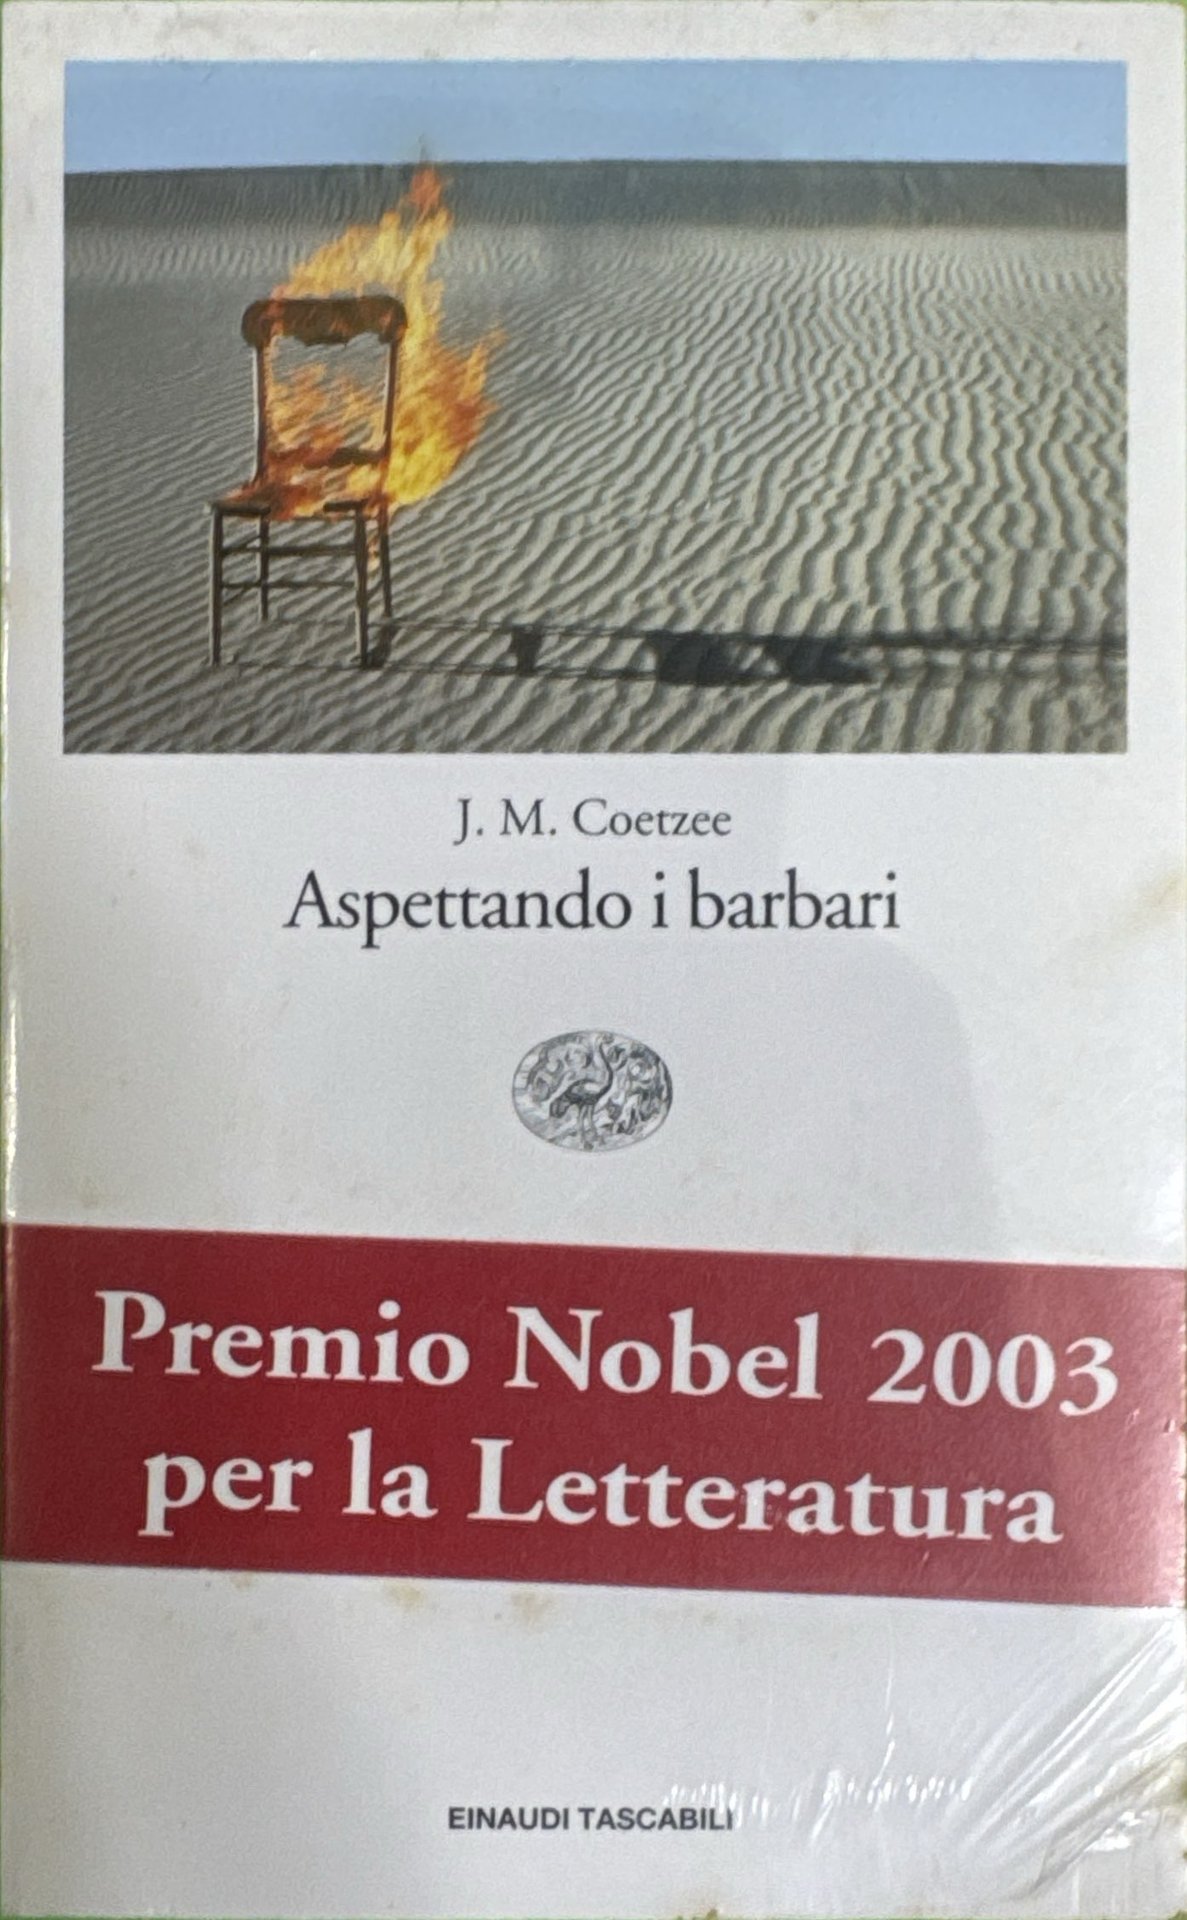 J. M. Coetzee
Aspettando i barbari
Premio Nobel 2003
per la Letteratura
EINAUDI TASCABILI